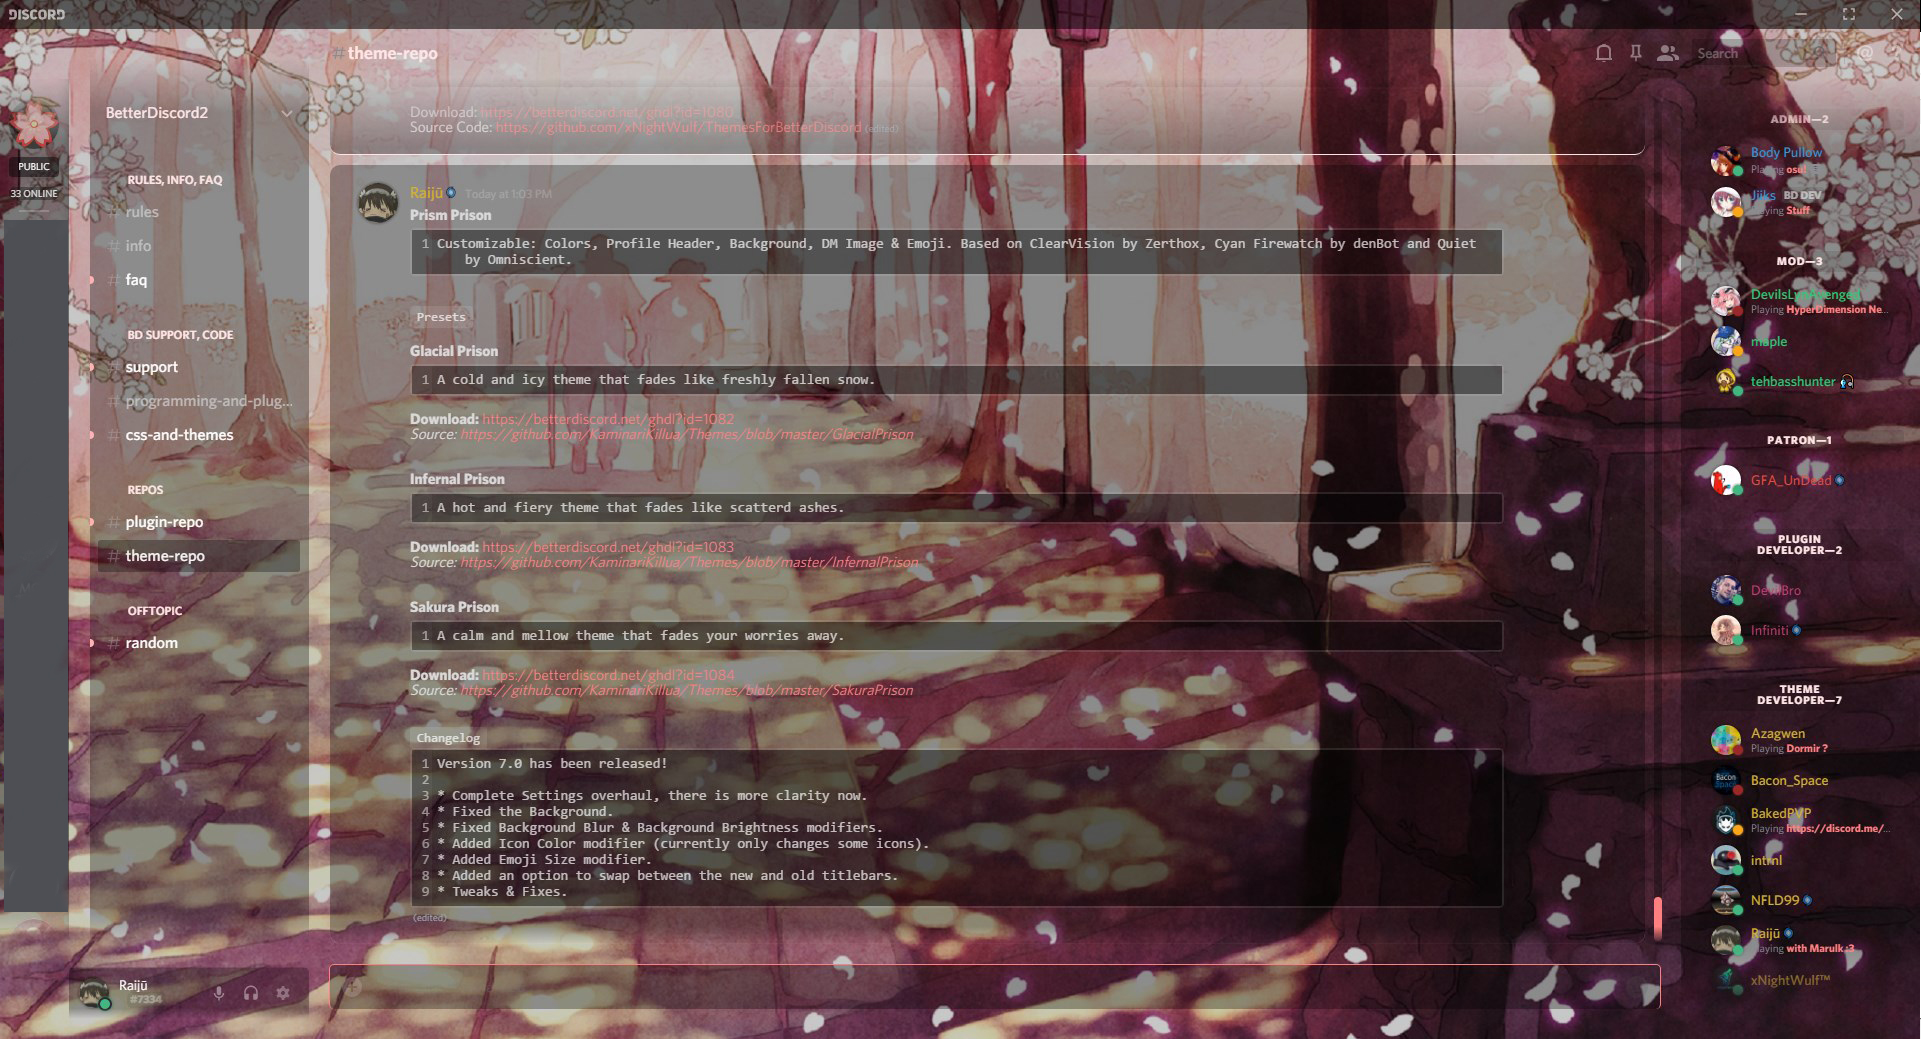 DISCORD
# theme-repo
Search
PUBLIC
33 ONLINE
BetterDiscord2
RULES, INFO, FAQ
# rules
# info
# faq
BD SUPPORT, CODE
# support
# programming-and-plug...
# css-and-themes
REPOS
# plugin-repo
# theme-repo
OFFTOPIC
# random
Raijū
#7334
Download: https://betterdiscord.net/ghdl?id=1080
Source Code: https://github.com/xNightWulf/ThemesForBetterDiscord (edited)
Raijū Today at 1:03 PM
Prism Prison
1 Customizable: Colors, Profile Header, Background, DM Image & Emoji. Based on ClearVision by Zerthox, Cyan Firewatch by denBot and Quiet
by Omniscient.
Presets
Glacial Prison
1 A cold and icy theme that fades like freshly fallen snow.
Download: https://betterdiscord.net/ghdl?id=1082
Source: https://github.com/KaminariKillua/Themes/blob/master/GlacialPrison
Infernal Prison
1 A hot and fiery theme that fades like scatterd ashes.
Download: https://betterdiscord.net/ghdl?id=1083
Source: https://github.com/KaminariKillua/Themes/blob/master/InfernalPrison
Sakura Prison
1 A calm and mellow theme that fades your worries away.
Download: https://betterdiscord.net/ghdl?id=1084
Source: https://github.com/KaminariKillua/Themes/blob/master/SakuraPrison
Changelog
1 Version 7.0 has been released!
2
3 * Complete Settings overhaul, there is more clarity now.
4 * Fixed the Background.
5 * Fixed Background Blur & Background Brightness modifiers.
6 * Added Icon Color modifier (currently only changes some icons).
7 * Added Emoji Size modifier.
8 * Added an option to swap between the new and old titlebars.
9 * Tweaks & Fixes.
(edited)
ADMIN—2
Body Pullow
Playing osu!
Jiiks BD DEV
Playing Stuff
MOD—3
Playing HyperDimension Ne...
maple
tehbasshunter
PATRON—1
GFA_UnDead
PLUGIN
DEVELOPER—2
DevilBro
Infiniti
THEME
DEVELOPER—7
Azagwen
Playing Dormir ?
Bacon Space
Bacon_Space
BakedPVP
Playing https://discord.me/...
intrnl
NFLD99
Raijū
Playing with Marulk :3
xNightWulf™